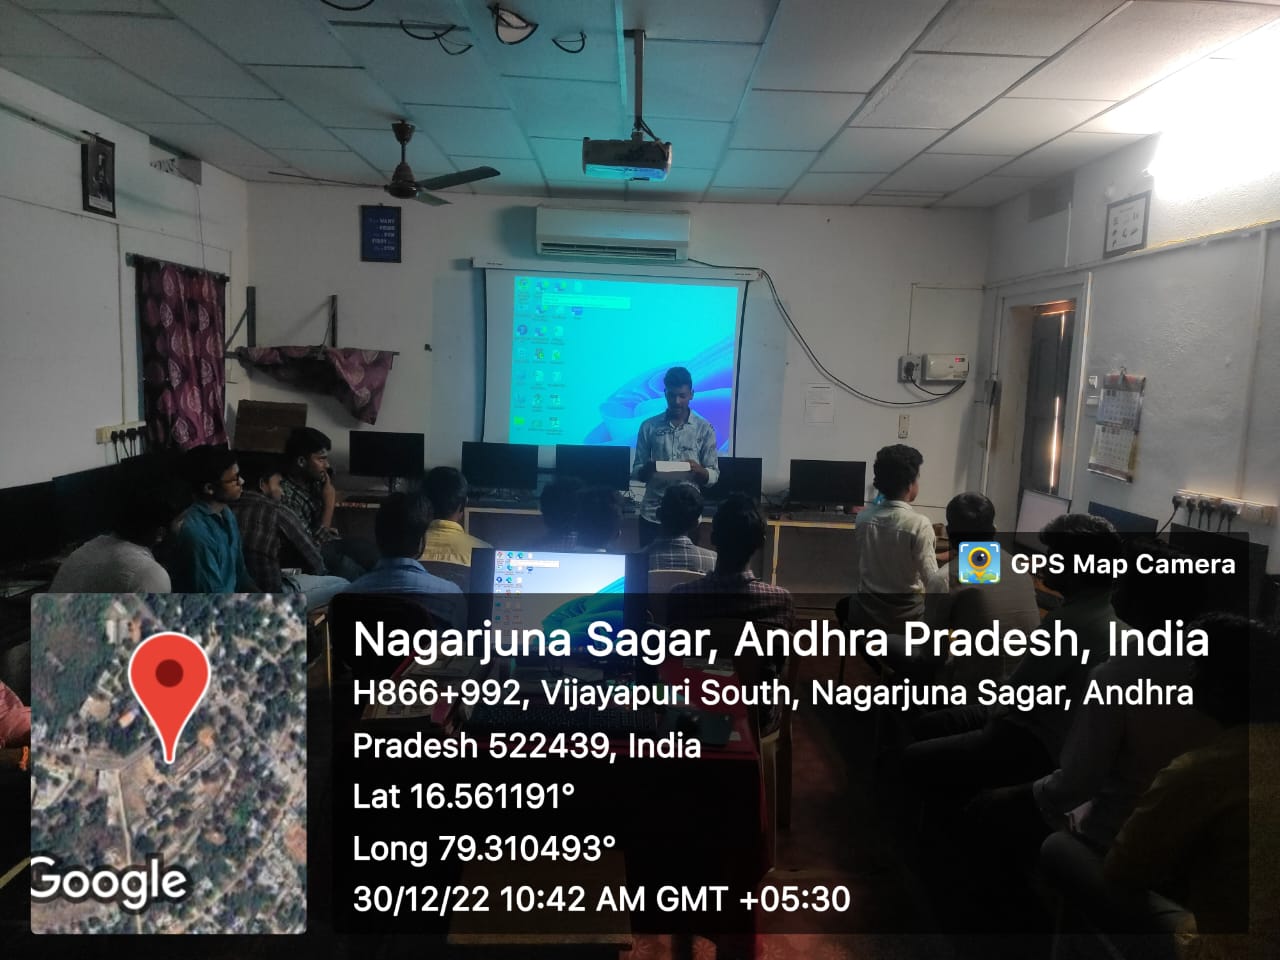 GPS Map Camera
Nagarjuna Sagar, Andhra Pradesh, India
H866+992, Vijayapuri South, Nagarjuna Sagar, Andhra
Pradesh 522439, India
Lat 16.561191°
Long 79.310493°
30/12/22 10:42 AM GMT +05:30
Google